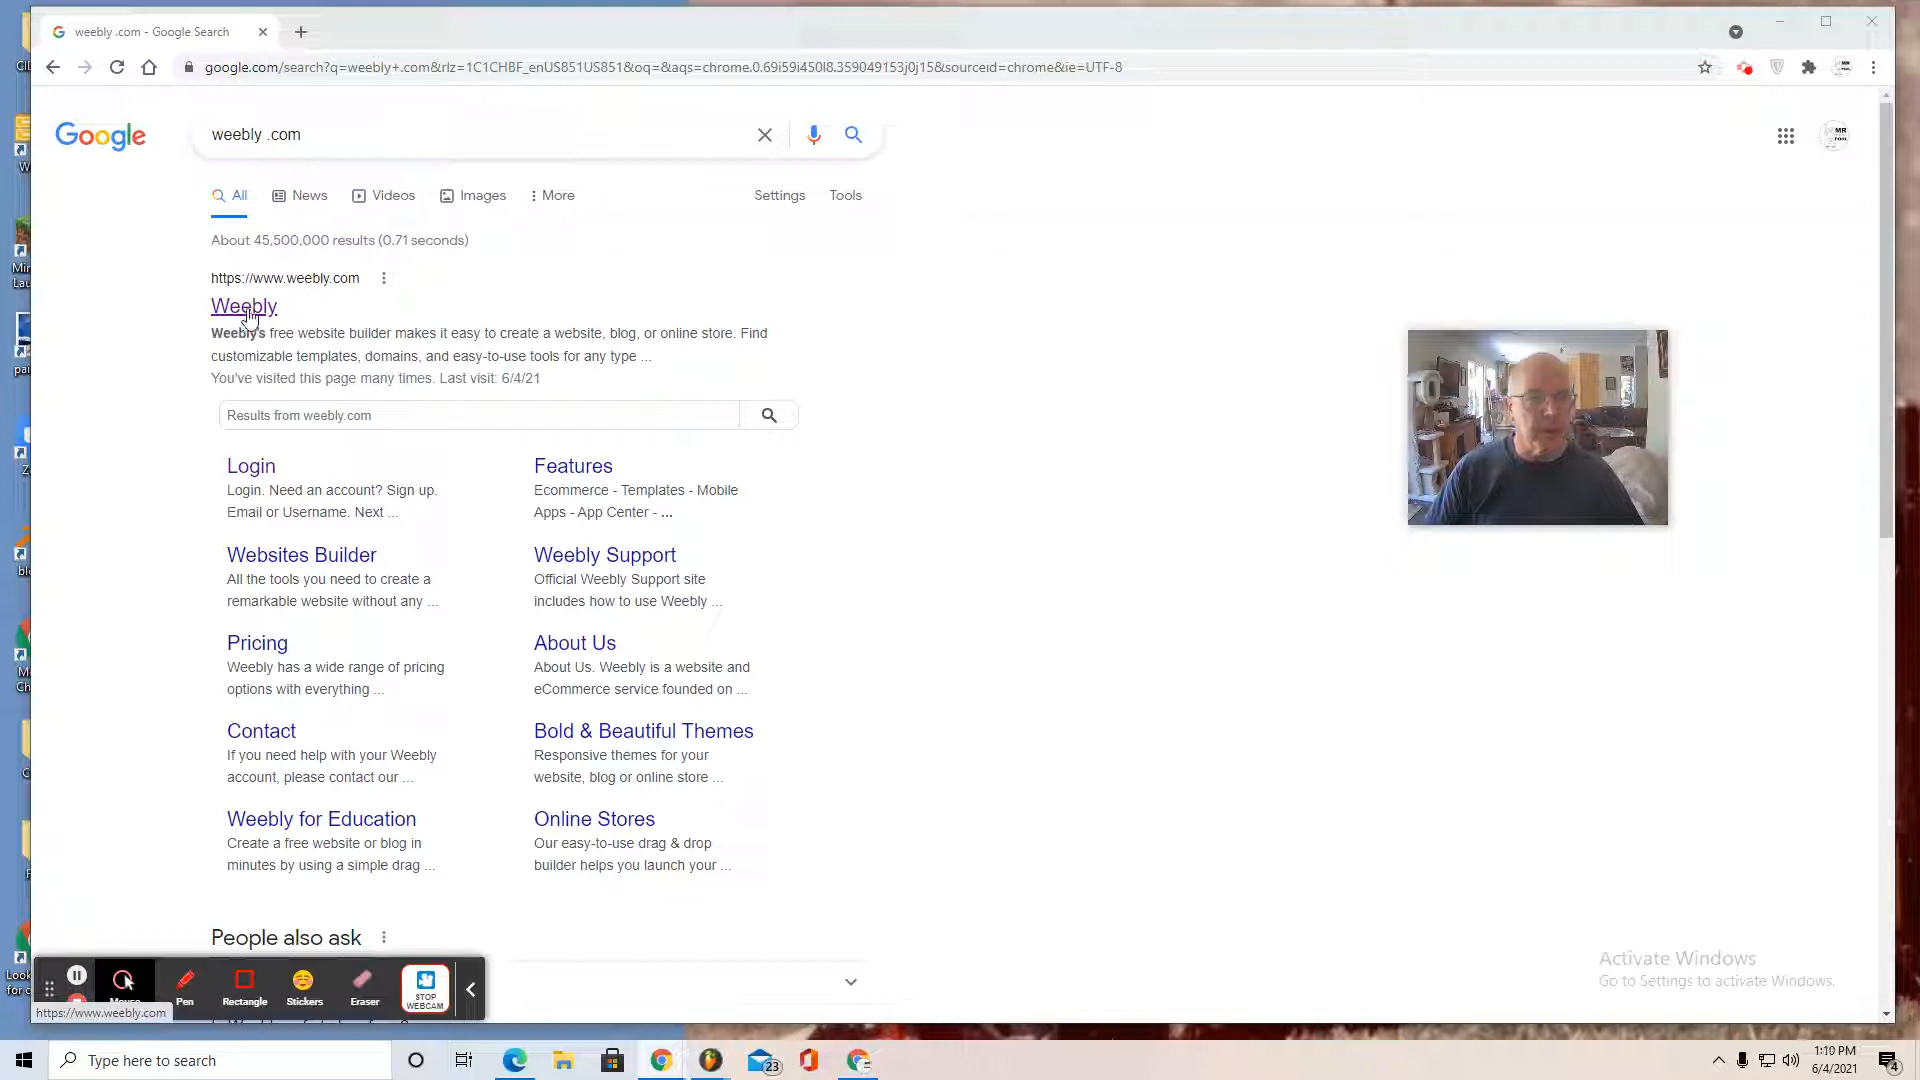 weebly .com - Google Search
google.com/search?q=weebly+.com&rlz=1C1CHBF_enUS851US851&oq=&aqs=chrome.0.69i59i450l8.359049153j0j15&sourceid=chrome&ie=UTF-8
Google
weebly .com
MR
All
News
Videos
Images
More
Settings
Tools
About 45,500,000 results (0.71 seconds)
https://www.weebly.com
Weebly
Weebly's free website builder makes it easy to create a website, blog, or online store. Find
customizable templates, domains, and easy-to-use tools for any type ...
You've visited this page many times. Last visit: 6/4/21
Results from weebly.com
Login
Login. Need an account? Sign up.
Email or Username. Next ...
Features
Ecommerce - Templates - Mobile
Apps - App Center - ...
Websites Builder
All the tools you need to create a
remarkable website without any ...
Weebly Support
Official Weebly Support site
includes how to use Weebly ...
Pricing
Weebly has a wide range of pricing
options with everything ...
About Us
About Us. Weebly is a website and
eCommerce service founded on ...
Contact
If you need help with your Weebly
account, please contact our ...
Bold & Beautiful Themes
Responsive themes for your
website, blog or online store ...
Weebly for Education
Create a free website or blog in
minutes by using a simple drag ...
Online Stores
Our easy-to-use drag & drop
builder helps you launch your ...
People also ask
Mouse
Pen
Rectangle
Stickers
Eraser
STOP
WEBCAM
https://www.weebly.com
Activate Windows
Go to Settings to activate Windows.
Type here to search
23
1:10 PM
6/4/2021
4